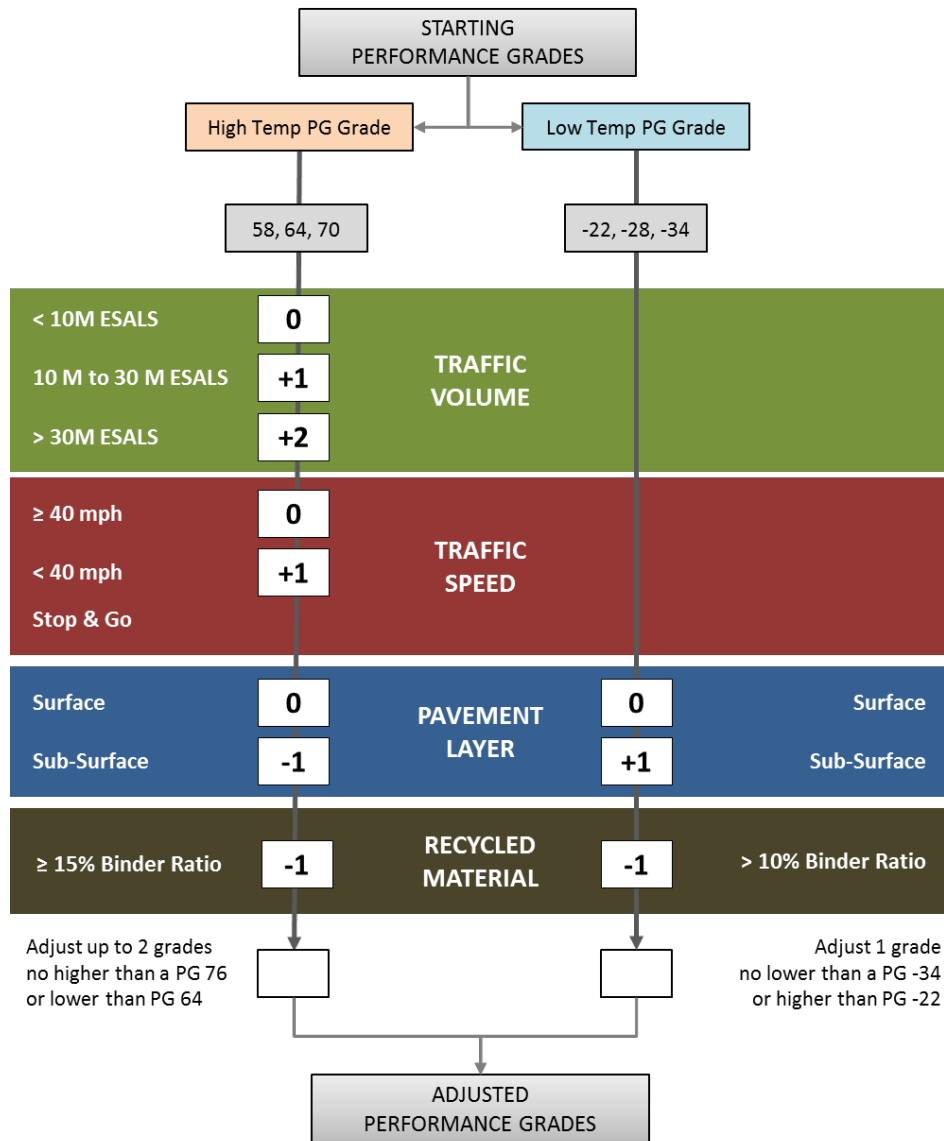 STARTING
PERFORMANCE GRADES
High Temp PG Grade
Low Temp PG Grade
58, 64, 70
-22, -28, -34
< 10M ESALS
0
10 M to 30 M ESALS
+1
TRAFFIC
VOLUME
> 30M ESALS
+2
≥ 40 mph
0
< 40 mph
+1
TRAFFIC
SPEED
Stop & Go
Surface
0
PAVEMENT
LAYER
0
Surface
Sub-Surface
-1
+1
Sub-Surface
≥ 15% Binder Ratio
-1
RECYCLED
MATERIAL
-1
> 10% Binder Ratio
Adjust up to 2 grades
no higher than a PG 76
or lower than PG 64
Adjust 1 grade
no lower than a PG -34
or higher than PG -22
ADJUSTED
PERFORMANCE GRADES